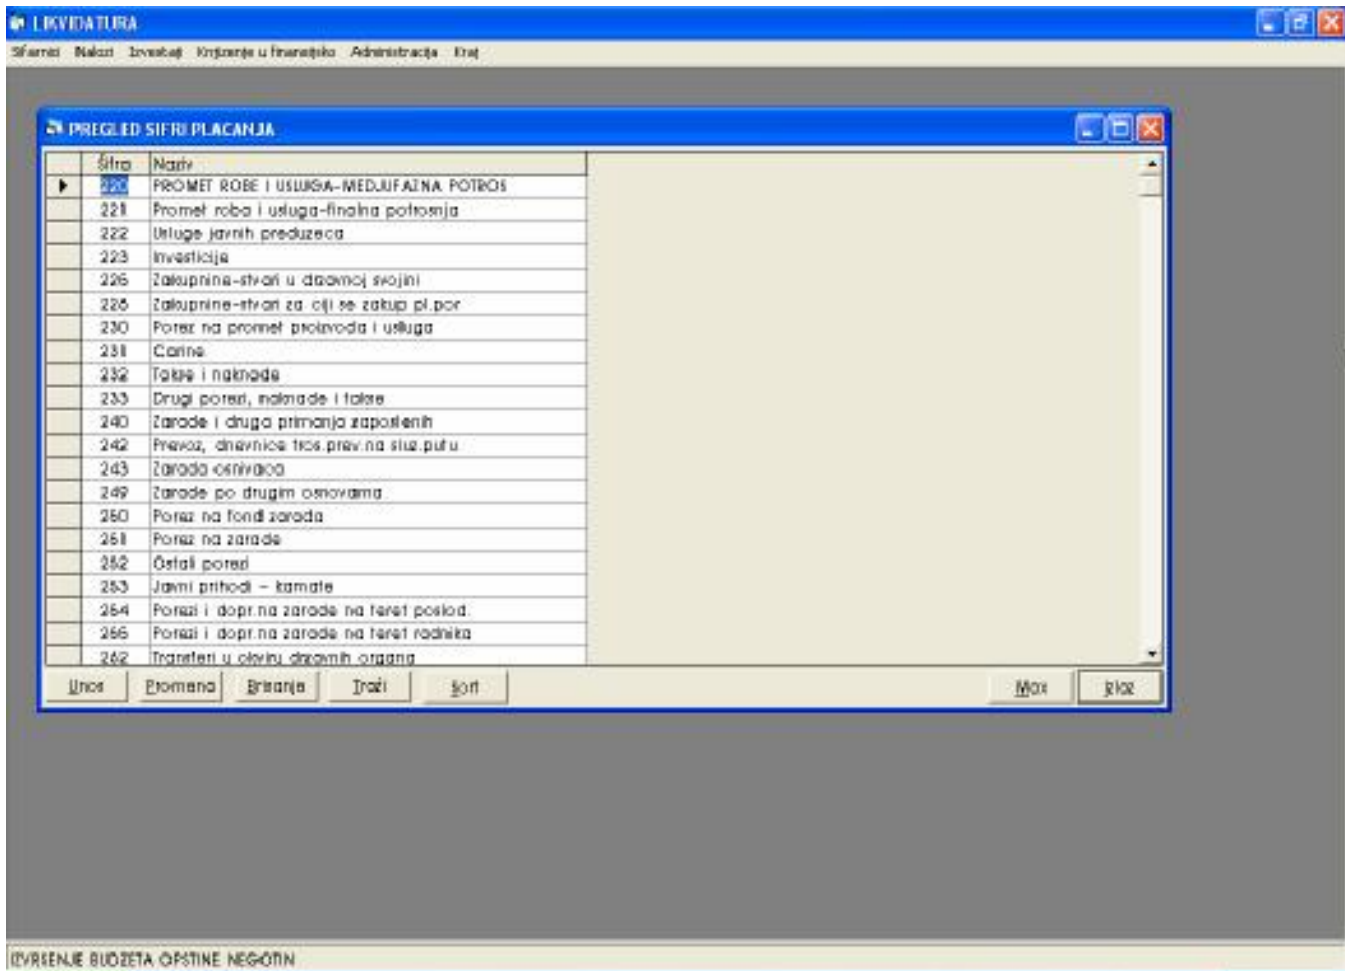 LIKVIDATURA
Sifarnici Nalozi Izvestaji Knjizenje u finansijsko Administracija Kraj
PREGLED SIFRI PLACANJA
Šifra Naziv
220 PROMET ROBE I USLUGA-MEDJUFAZNA POTROS
221 Promet roba i usluga-finalna potrosnja
222 Usluge javnih preduzeca
223 Investicije
226 Zakupnine-stvari u drzavnoj svojini
228 Zakupnine-stvari za ciji se zakup pl.por
230 Porez na promet proizvoda i usluga
231 Carine
232 Takse i naknade
233 Drugi porezi, naknade i takse
240 Zarade i druga primanja zaposlenih
242 Prevoz, dnevnice tros.prev.na sluz.putu
243 Zarada osnivaca
249 Zarade po drugim osnovama
250 Porez na fond zarada
251 Porez na zarade
252 Ostali porezi
253 Javni prihodi - kamate
254 Porezi i dopr.na zarade na teret poslod.
255 Porezi i dopr.na zarade na teret radnika
262 Transferi u okviru drzavnih organa
Unos Promena Brisanje Traži Sort Max Izlaz
IZVRSENJE BUDZETA OPSTINE NEGOTIN